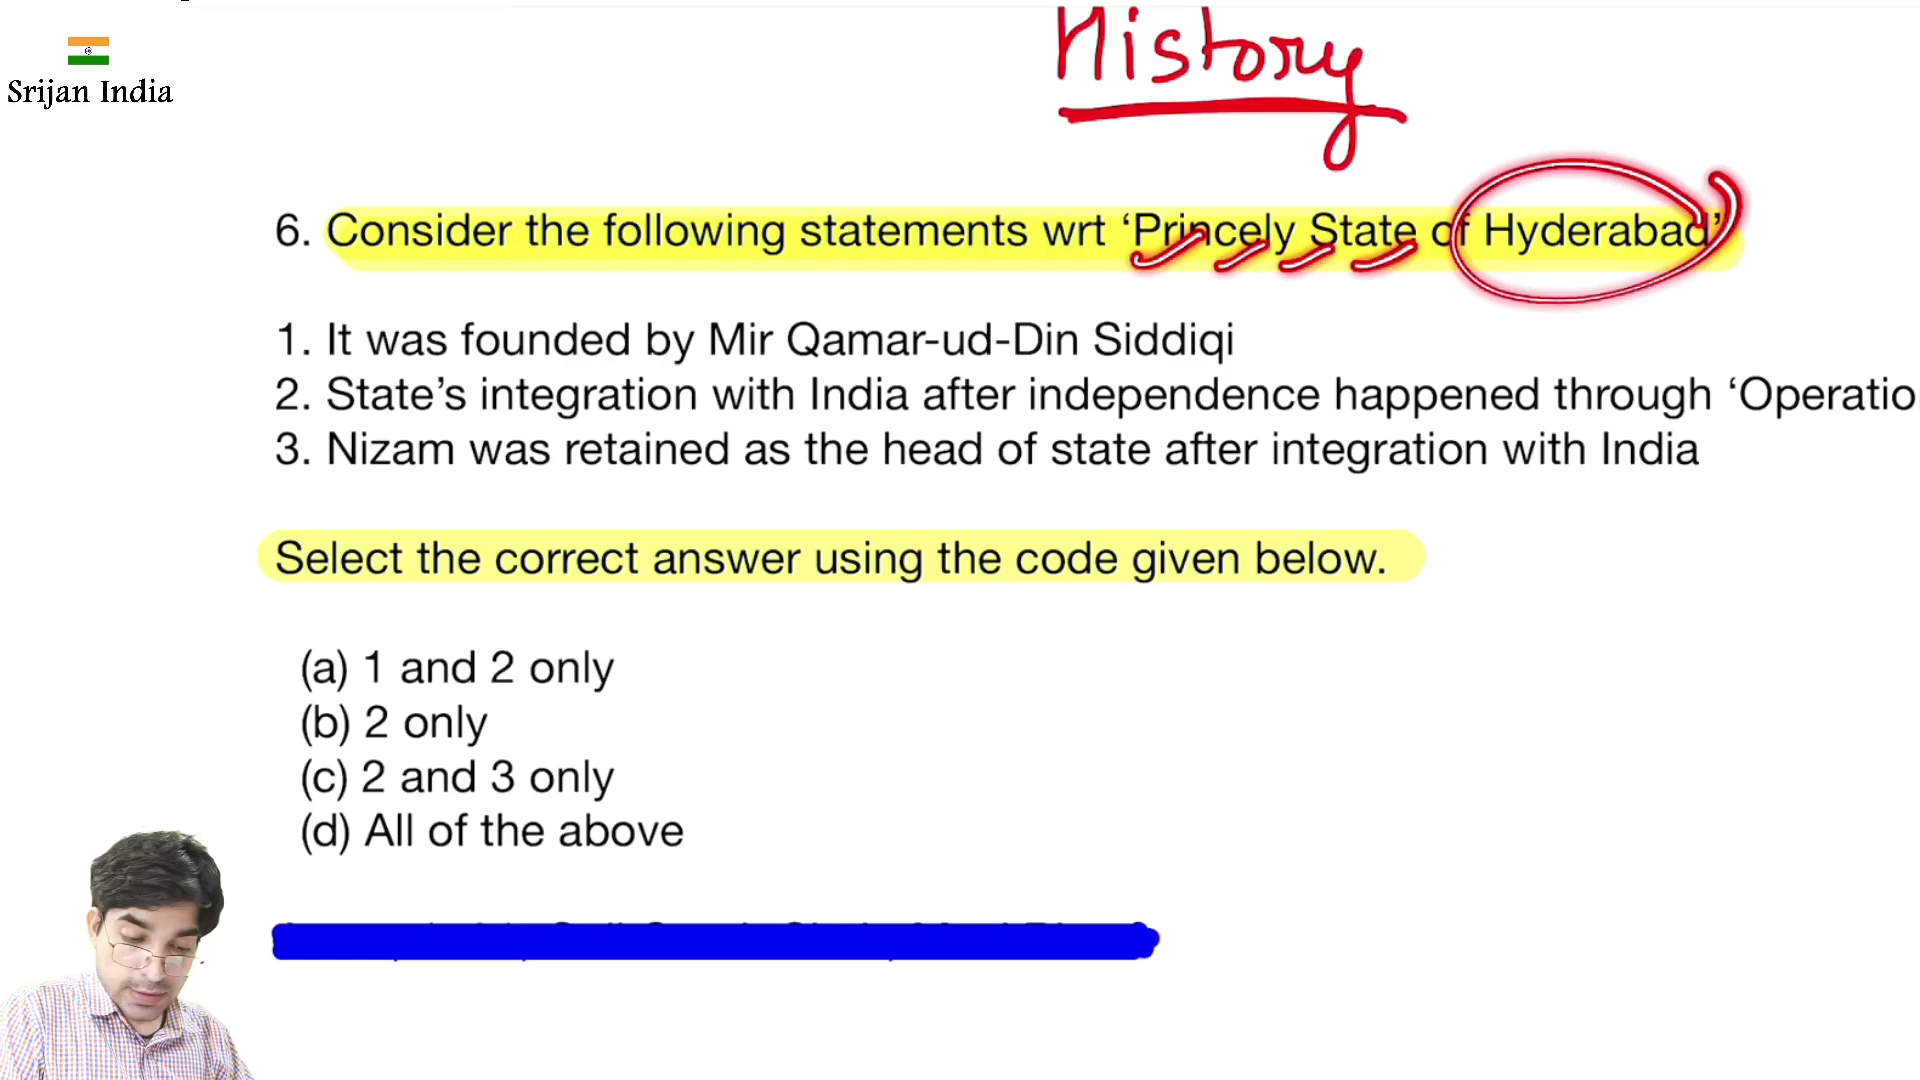 History
Srijan India
6. Consider the following statements wrt ‘Princely State of Hyderabad’
1. It was founded by Mir Qamar-ud-Din Siddiqi
2. State’s integration with India after independence happened through ‘Operatio
3. Nizam was retained as the head of state after integration with India
Select the correct answer using the code given below.
(a) 1 and 2 only
(b) 2 only
(c) 2 and 3 only
(d) All of the above